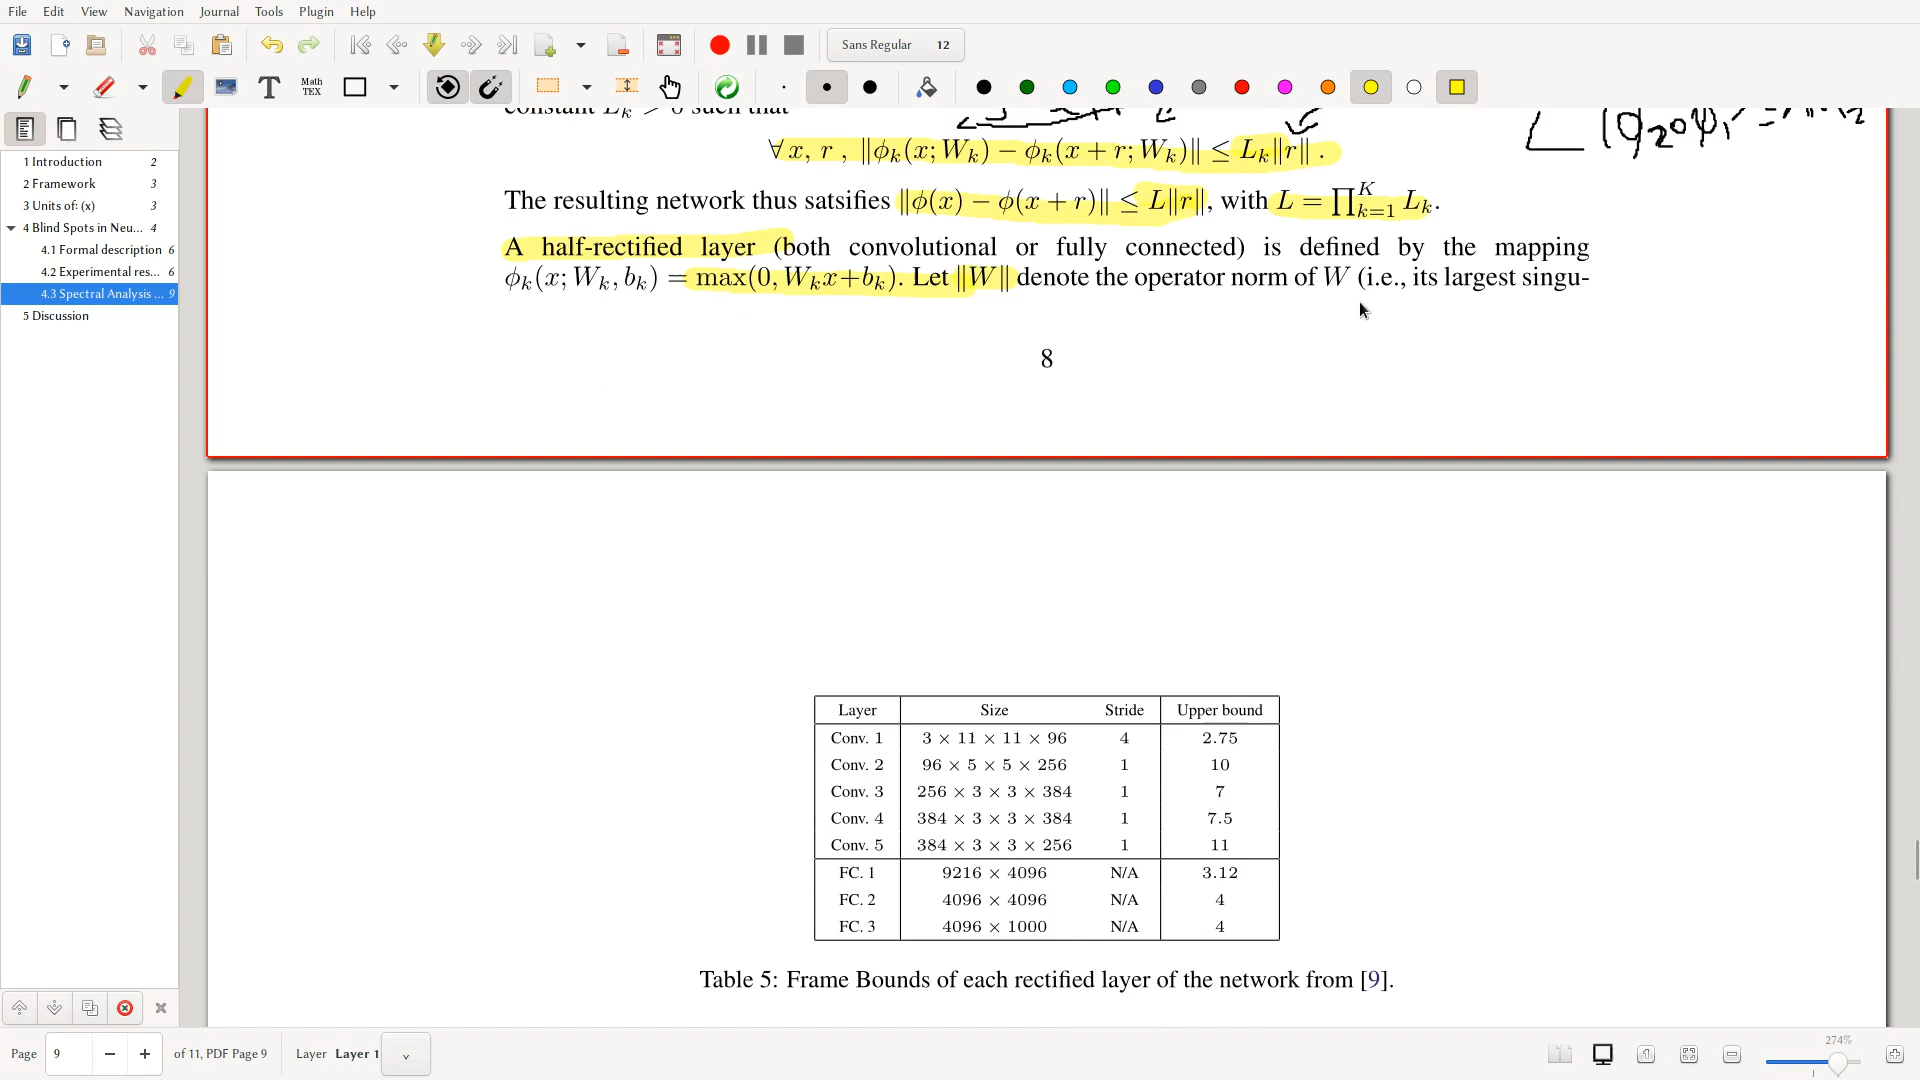 File Edit View Navigation Journal Tools Plugin Help
Sans Regular 12
Math
TEX
1 Introduction 2
2 Framework 3
3 Units of: (x) 3
4 Blind Spots in Neu... 4
4.1 Formal description 6
4.2 Experimental res... 6
4.3 Spectral Analysis ... 9
5 Discussion
constant L_k > 0 such that
∀ x, r , ‖ϕ_k(x; W_k) − ϕ_k(x + r; W_k)‖ ≤ L_k‖r‖ .
The resulting network thus satsifies ‖ϕ(x) − ϕ(x + r)‖ ≤ L‖r‖, with L = ∏_{k=1}^{K} L_k.
A half-rectified layer (both convolutional or fully connected) is defined by the mapping
ϕ_k(x; W_k, b_k) = max(0, W_kx+b_k). Let ‖W‖ denote the operator norm of W (i.e., its largest singu-
8
Layer Size Stride Upper bound
Conv. 1 3 × 11 × 11 × 96 4 2.75
Conv. 2 96 × 5 × 5 × 256 1 10
Conv. 3 256 × 3 × 3 × 384 1 7
Conv. 4 384 × 3 × 3 × 384 1 7.5
Conv. 5 384 × 3 × 3 × 256 1 11
FC. 1 9216 × 4096 N/A 3.12
FC. 2 4096 × 4096 N/A 4
FC. 3 4096 × 1000 N/A 4
Table 5: Frame Bounds of each rectified layer of the network from [9].
Page 9 − + of 11, PDF Page 9 Layer Layer 1
274%